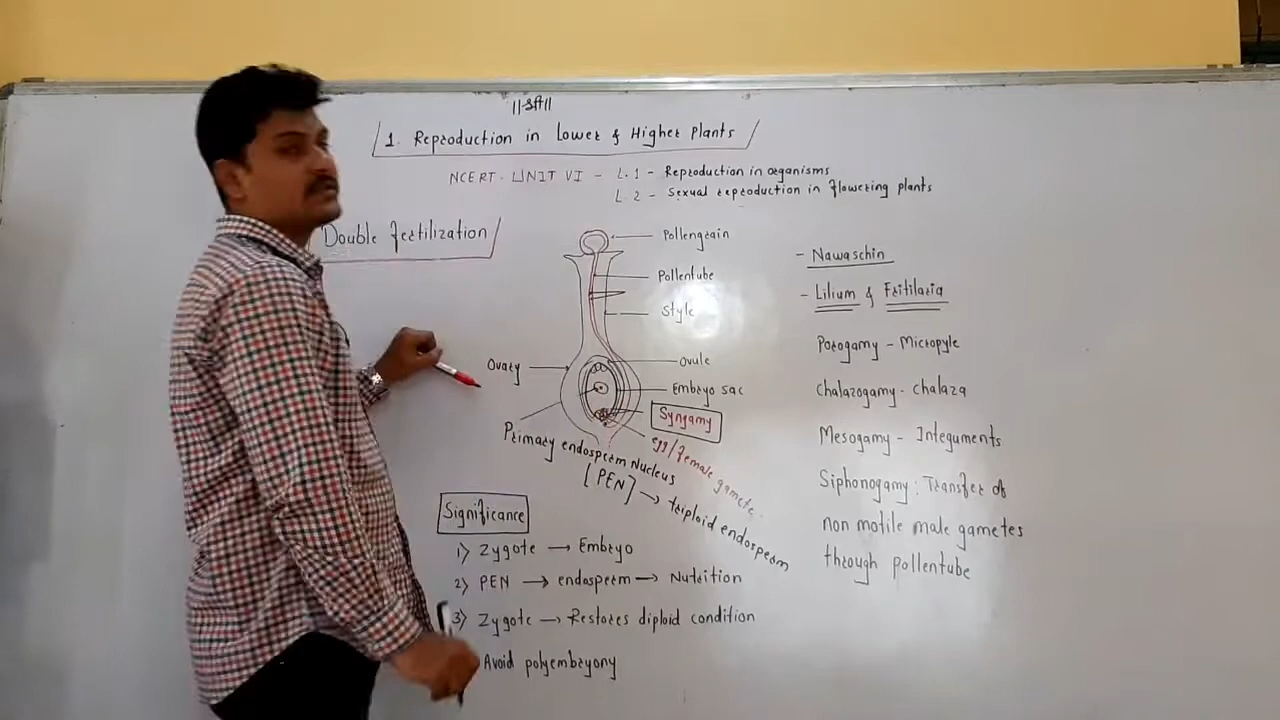 ||श्री||
1. Reproduction in Lower & Higher Plants
NCERT - UNIT VI - L.1 - Reproduction in organisms
L.2 - Sexual reproduction in flowering plants
Double fertilization
Pollengrain
Pollentube
Style
Ovary
Ovule
Embryo sac
Syngamy
egg/female gamete
Primary endosperm Nucleus
[PEN] → triploid endosperm
- Nawaschin
- Lilium & Fritilaria
Porogamy - Micropyle
Chalazogamy - Chalaza
Mesogamy - Integuments
Siphonogamy : Transfer of
non motile male gametes
through pollentube
Significance
1) Zygote → Embryo
2) PEN → endosperm → Nutrition
3) Zygote → Restores diploid condition
Avoid polyembryony